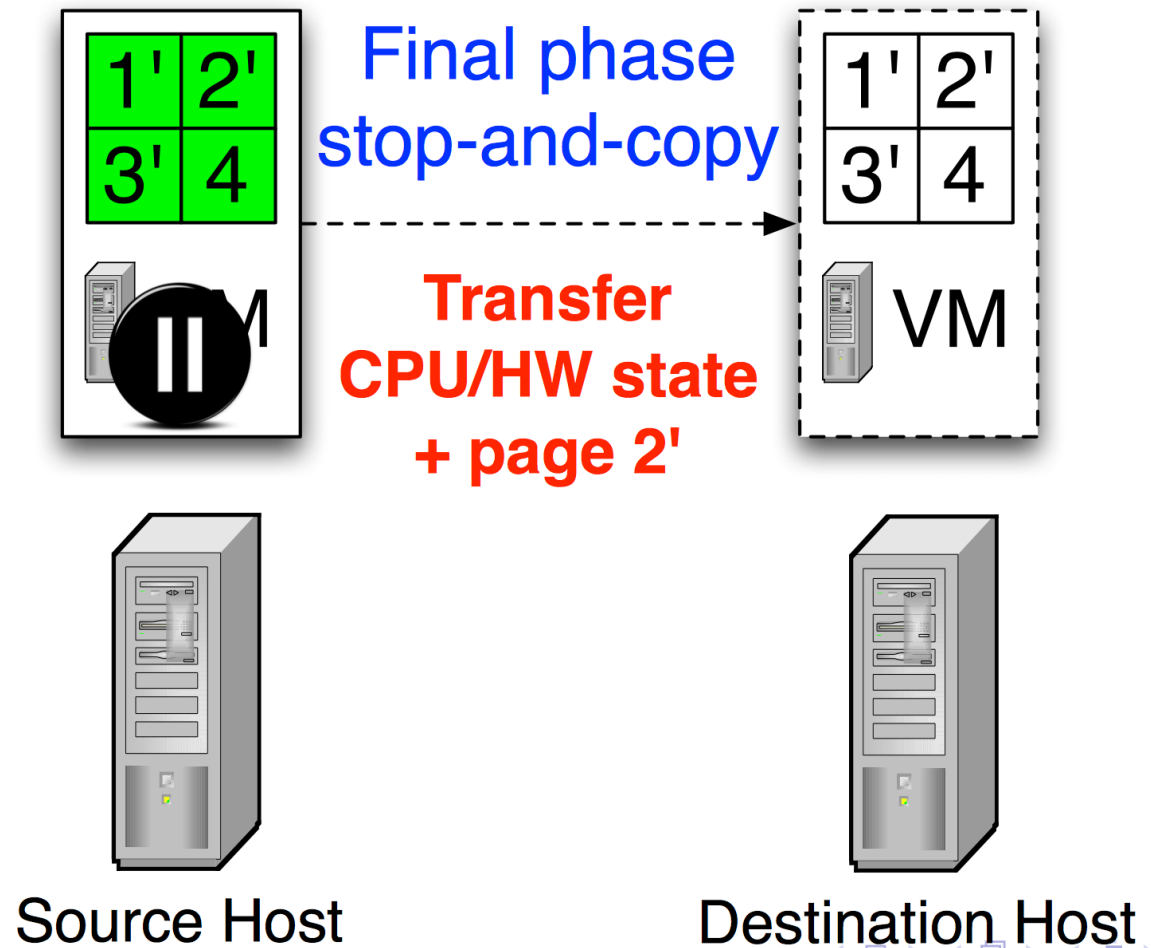 1' 2'
3' 4
M
Final phase
stop-and-copy
Transfer
CPU/HW state
+ page 2'
1' 2'
3' 4
VM
Source Host
Destination Host